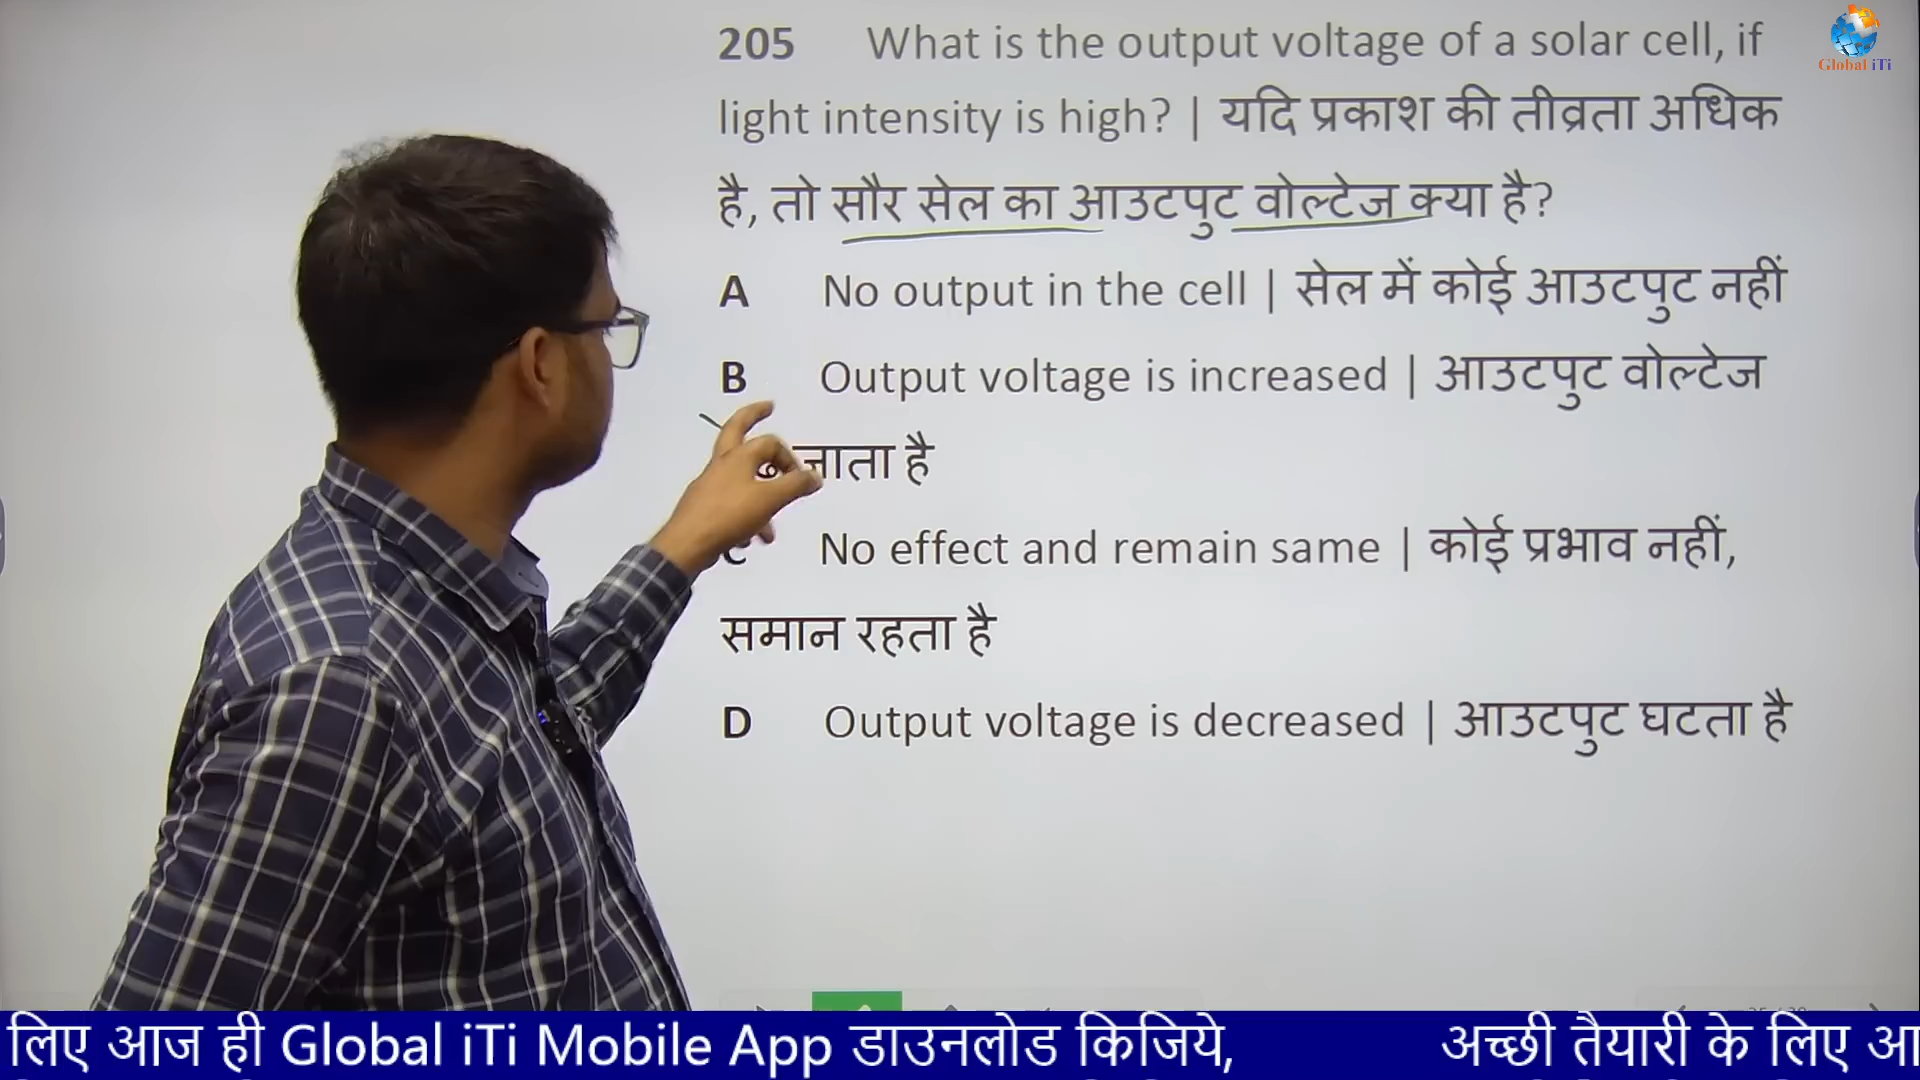 205 What is the output voltage of a solar cell, if
light intensity is high? | यदि प्रकाश की तीव्रता अधिक
है, तो सौर सेल का आउटपुट वोल्टेज क्या है?
A No output in the cell | सेल में कोई आउटपुट नहीं
B Output voltage is increased | आउटपुट वोल्टेज
जाता है
C No effect and remain same | कोई प्रभाव नहीं,
समान रहता है
D Output voltage is decreased | आउटपुट घटता है
Global iTi
लिए आज ही Global iTi Mobile App डाउनलोड किजिये, अच्छी तैयारी के लिए आ